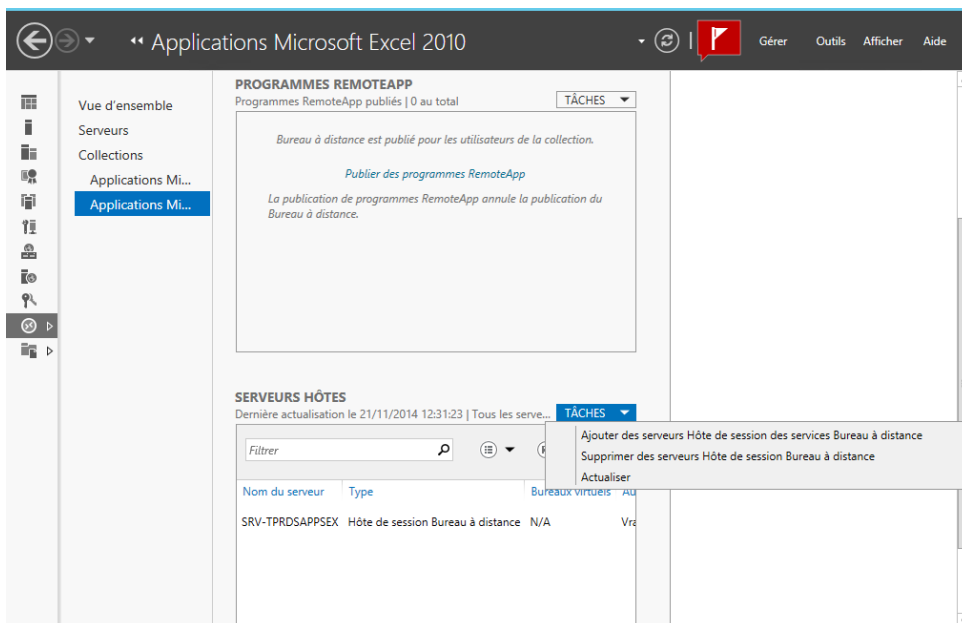 Applications Microsoft Excel 2010
Gérer Outils Afficher Aide
Vue d'ensemble
Serveurs
Collections
Applications Mi...
Applications Mi...
PROGRAMMES REMOTEAPP
Programmes RemoteApp publiés | 0 au total
TÂCHES
Bureau à distance est publié pour les utilisateurs de la collection.
Publier des programmes RemoteApp
La publication de programmes RemoteApp annule la publication du
Bureau à distance.
SERVEURS HÔTES
Dernière actualisation le 21/11/2014 12:31:23 | Tous les serve...
TÂCHES
Ajouter des serveurs Hôte de session des services Bureau à distance
Supprimer des serveurs Hôte de session Bureau à distance
Actualiser
Filtrer
Nom du serveur Type Bureaux virtuels Au
SRV-TPRDSAPPSEX Hôte de session Bureau à distance N/A Vra